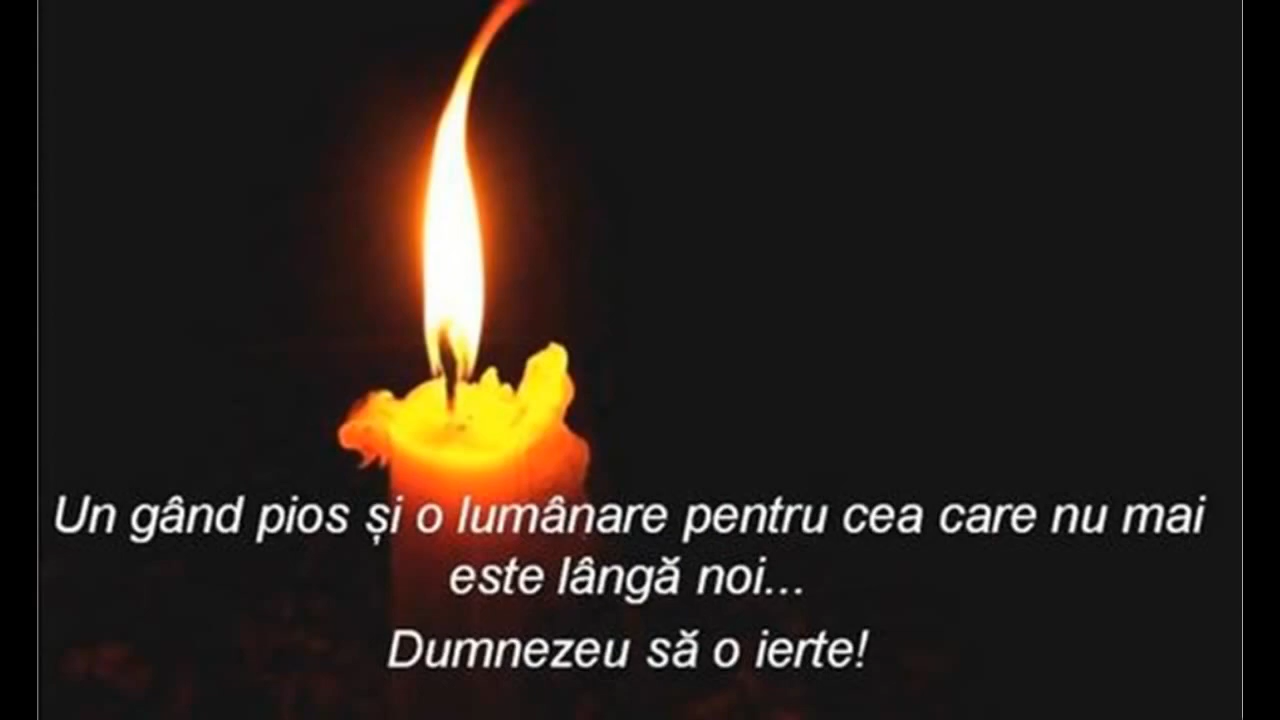 Un gând pios și o lumânare pentru cea care nu mai
este lângă noi...
Dumnezeu să o ierte!